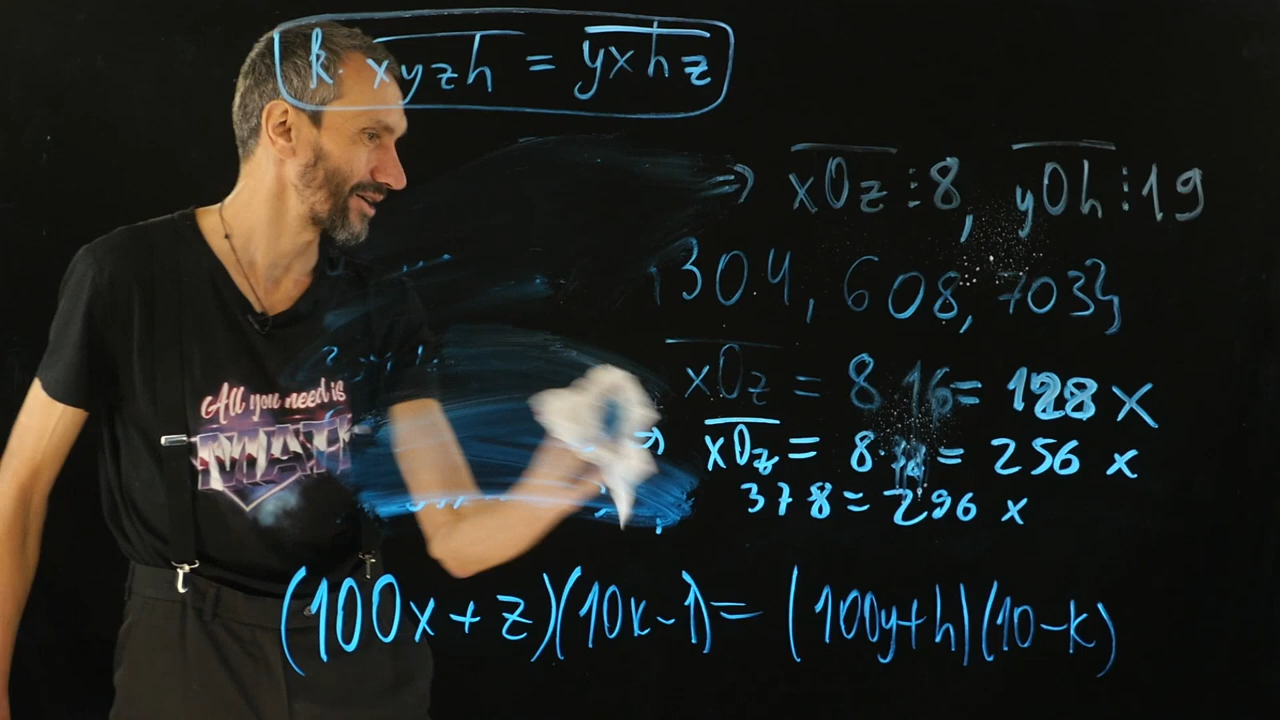 k · xyzh = yxhz
⇒ x0z ⋮ 8, y0h ⋮ 19
304, 608, 703}
x0z = 8·16 = 128 x
⇒ x0z = 8· = 256 x
378 = 296 x
(100x + z)(10k - 1) = (100y + h)(10 - k)
All you need is
MATH